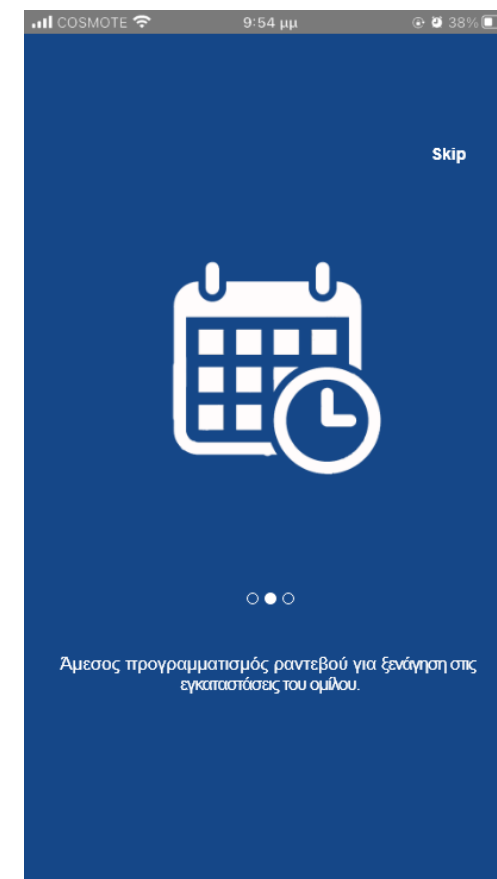 COSMOTE 9:54 μμ 38%
Skip
Άμεσος προγραμματισμός ραντεβού για ξενάγηση στις
εγκαταστάσεις του ομίλου.